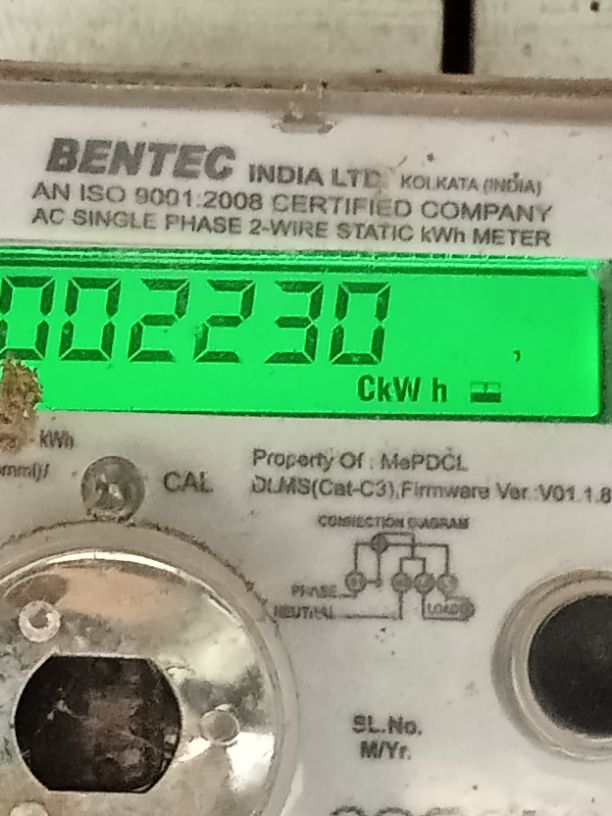 BENTEC INDIA LTD KOLKATA (INDIA)
AN ISO 9001:2008 CERTIFIED COMPANY
AC SINGLE PHASE 2-WIRE STATIC kWh METER
002230
CkW h
- kWh
CAL
Property Of : MePDCL
DLMS(Cat-C3),Firmware Ver.:V01.1.8
CONNECTION DIAGRAM
PHASE
NEUTRAL
LOAD
SL.No.
M/Yr.